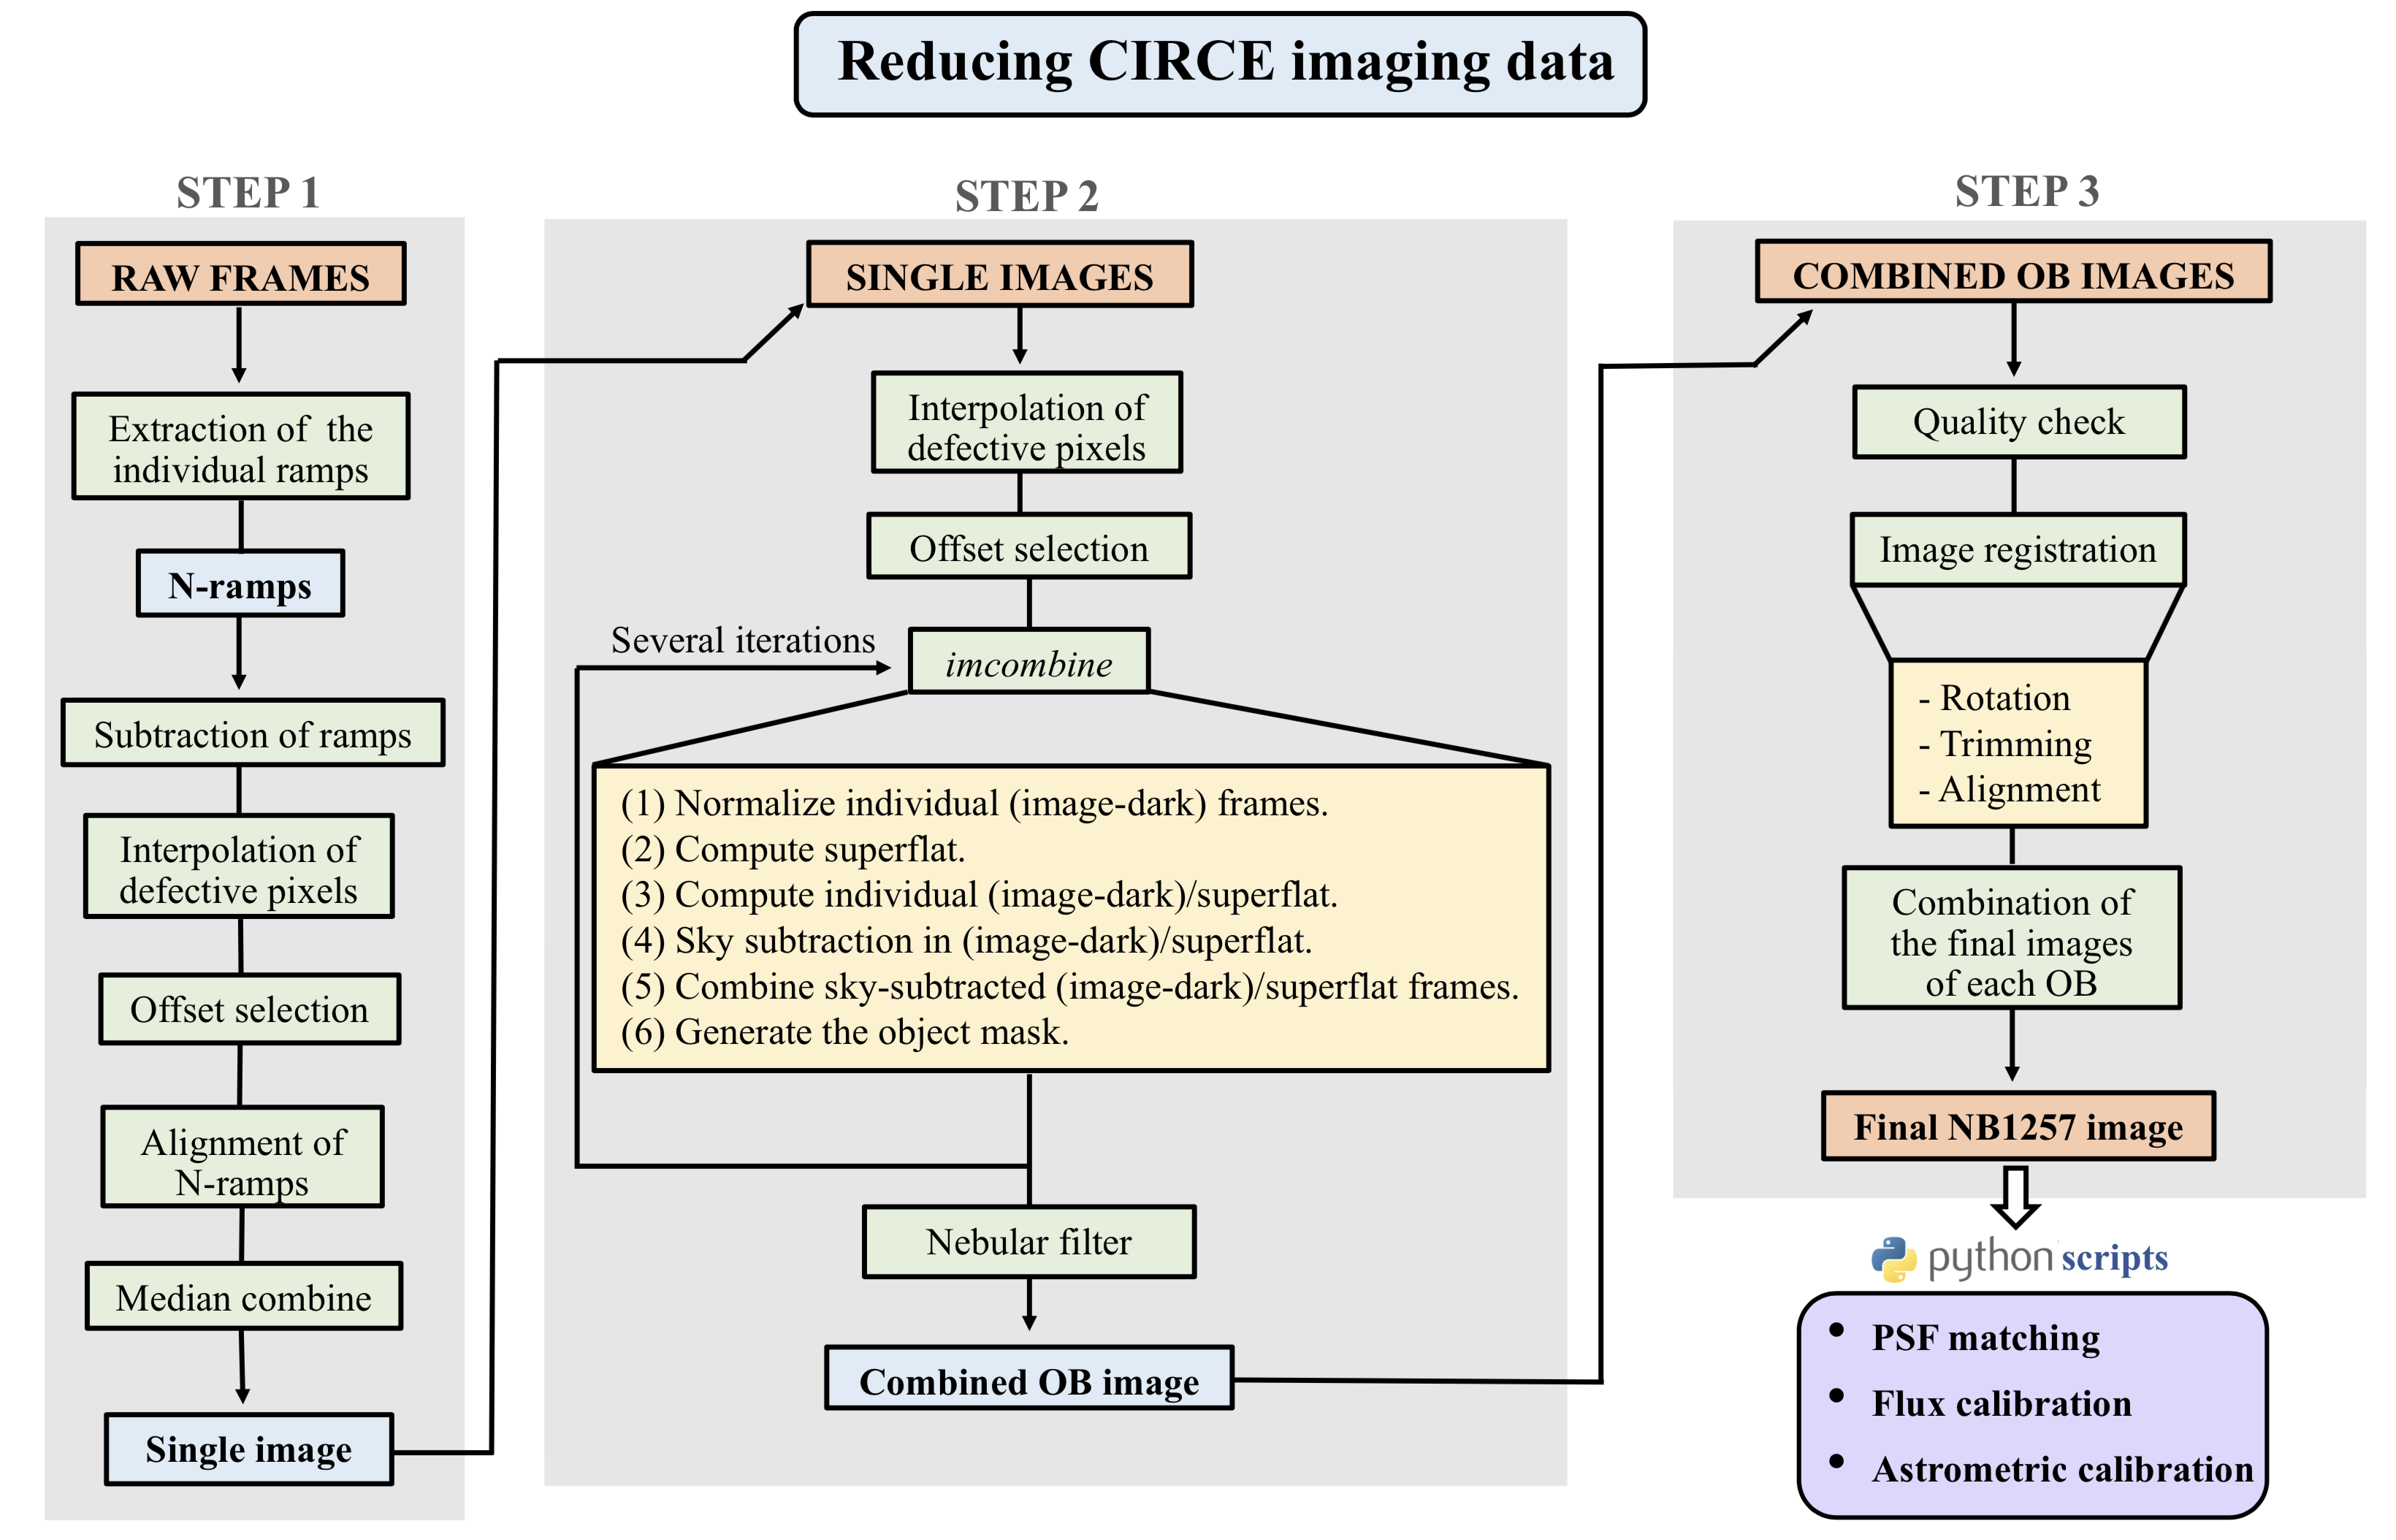 Reducing CIRCE imaging data
STEP 1
RAW FRAMES
Extraction of the
individual ramps
N-ramps
Subtraction of ramps
Interpolation of
defective pixels
Offset selection
Alignment of
N-ramps
Median combine
Single image
STEP 2
SINGLE IMAGES
Interpolation of
defective pixels
Offset selection
Several iterations
imcombine
(1) Normalize individual (image-dark) frames.
(2) Compute superflat.
(3) Compute individual (image-dark)/superflat.
(4) Sky subtraction in (image-dark)/superflat.
(5) Combine sky-subtracted (image-dark)/superflat frames.
(6) Generate the object mask.
Nebular filter
Combined OB image
STEP 3
COMBINED OB IMAGES
Quality check
Image registration
- Rotation
- Trimming
- Alignment
Combination of
the final images
of each OB
Final NB1257 image
python scripts
• PSF matching
• Flux calibration
• Astrometric calibration